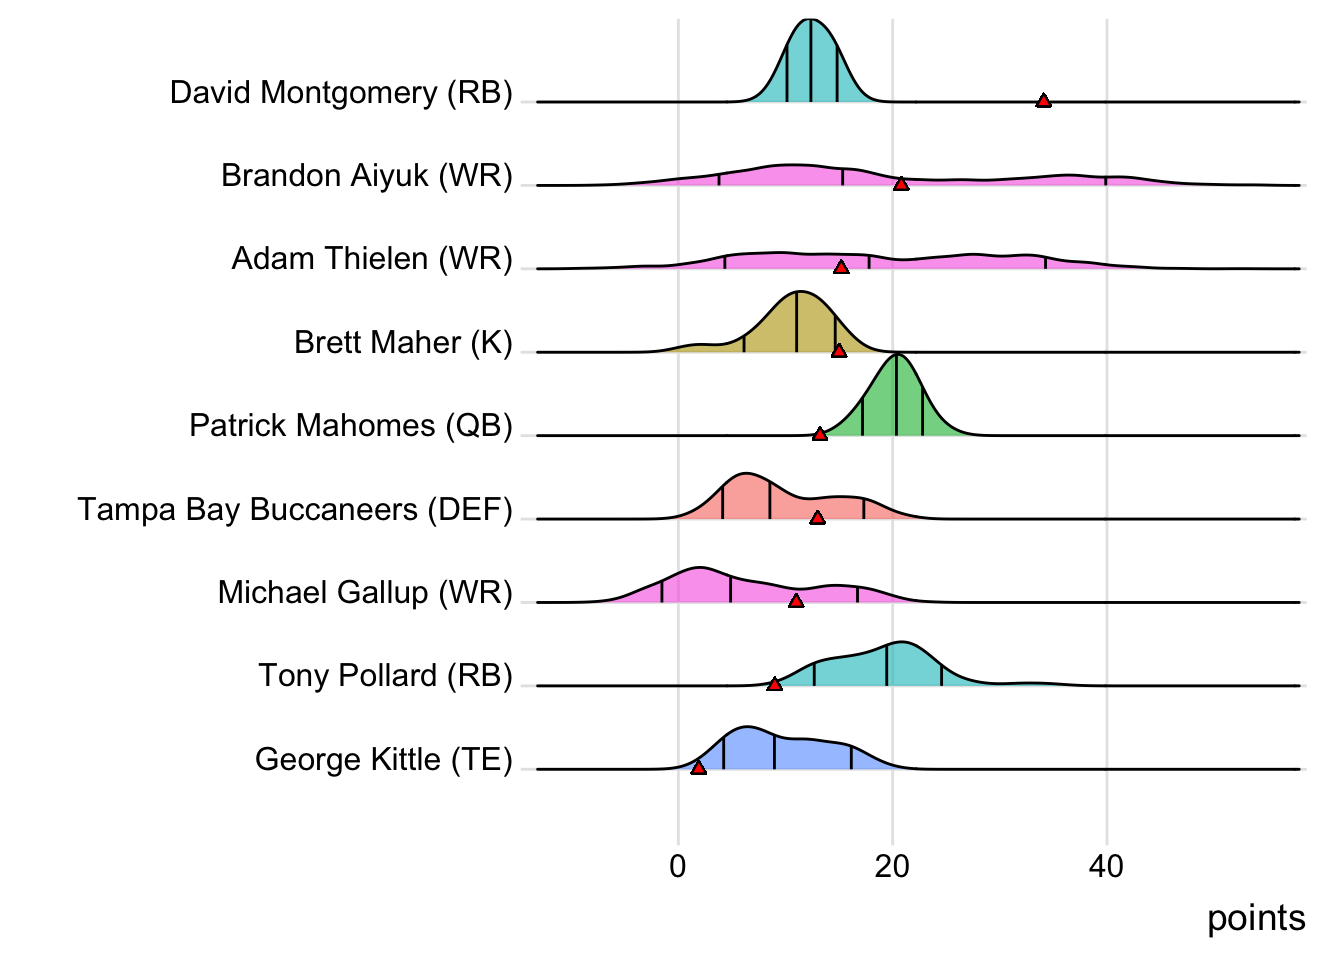 David Montgomery (RB)
Brandon Aiyuk (WR)
Adam Thielen (WR)
Brett Maher (K)
Patrick Mahomes (QB)
Tampa Bay Buccaneers (DEF)
Michael Gallup (WR)
Tony Pollard (RB)
George Kittle (TE)
0 20 40
points